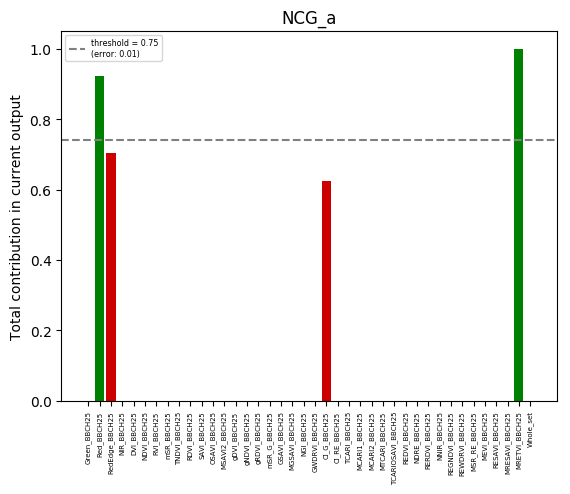 NCG_a
threshold = 0.75
(error: 0.01)
Total contribution in current output
1.0
0.8
0.6
0.4
0.2
0.0
Green_BBCH25
Red_BBCH25
RedEdge_BBCH25
NIR_BBCH25
DVI_BBCH25
NDVI_BBCH25
RVI_BBCH25
mSR_BBCH25
TNDVI_BBCH25
RDVI_BBCH25
SAVI_BBCH25
OSAVI_BBCH25
MSAVI2_BBCH25
gDVI_BBCH25
gNDVI_BBCH25
gRDVI_BBCH25
mSR_G_BBCH25
GSAVI_BBCH25
MGSAVI_BBCH25
NGI_BBCH25
GWDRVI_BBCH25
CI_G_BBCH25
CI_RE_BBCH25
TCARI_BBCH25
MCARI1_BBCH25
MCARI2_BBCH25
MTCARI_BBCH25
TCARIOSAVI_BBCH25
REDVI_BBCH25
NDRE_BBCH25
RERDVI_BBCH25
NNIR_BBCH25
REGNDVI_BBCH25
REWDRVI_BBCH25
MSR_RE_BBCH25
MEVI_BBCH25
RESAVI_BBCH25
MRESAVI_BBCH25
MRETVI_BBCH25
Whole_set